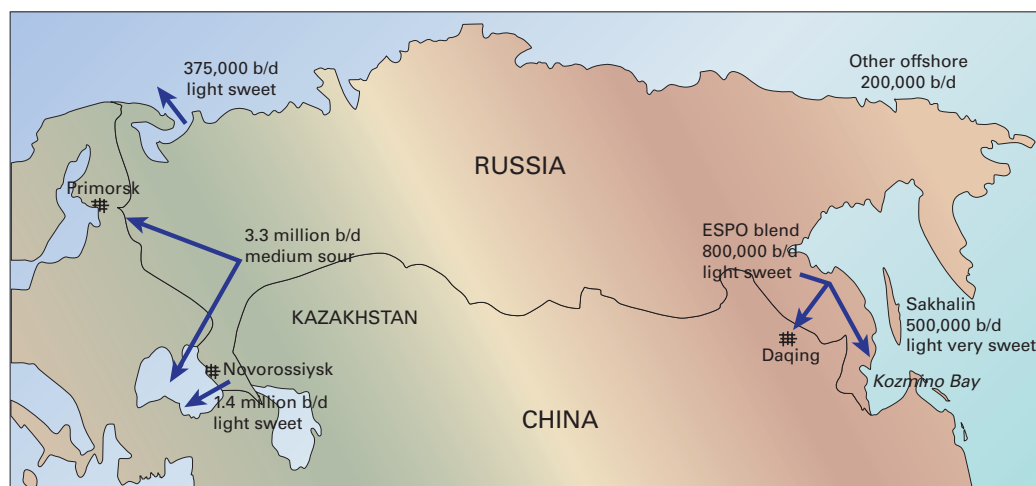 375,000 b/d
light sweet
Other offshore
200,000 b/d
RUSSIA
Primorsk
3.3 million b/d
medium sour
ESPO blend
800,000 b/d
light sweet
KAZAKHSTAN
Sakhalin
500,000 b/d
light very sweet
Daqing
Novorossiysk
Kozmino Bay
1.4 million b/d
light sweet
CHINA